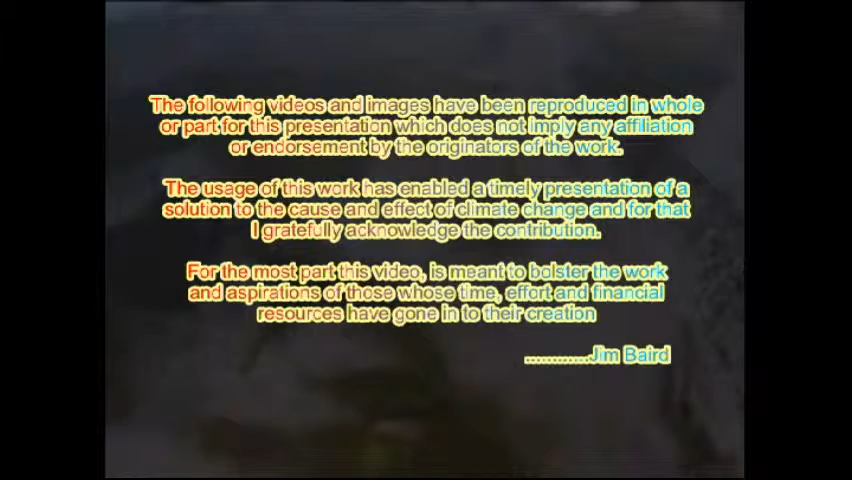 The following videos and images have been reproduced in whole
or part for this presentation which does not Imply any affiliation
or endorsement by the originators of the work.
The usage of this work has enabled a timely presentation of a
solution to the cause and effect of climate change and for that
I gratefully acknowledge the contribution.
For the most part this video, is meant to bolster the work
and aspirations of those whose time, effort and financial
resources have gone in to their creation
............Jim Baird